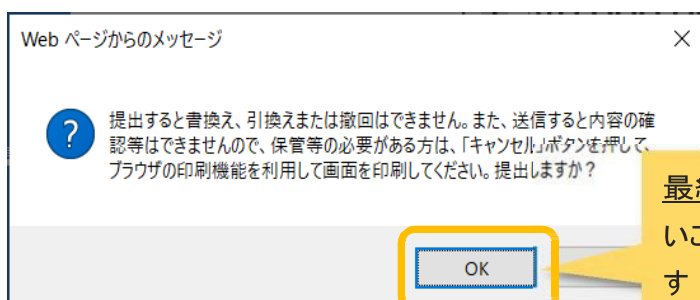 Web ページからのメッセージ
提出すると書換え、引換えまたは撤回はできません。また、送信すると内容の確
認等はできませんので、保管等の必要がある方は、「キャンセル」ボタンを押して、
ブラウザの印刷機能を利用して画面を印刷してください。提出しますか？
OK
最終
いこ
す